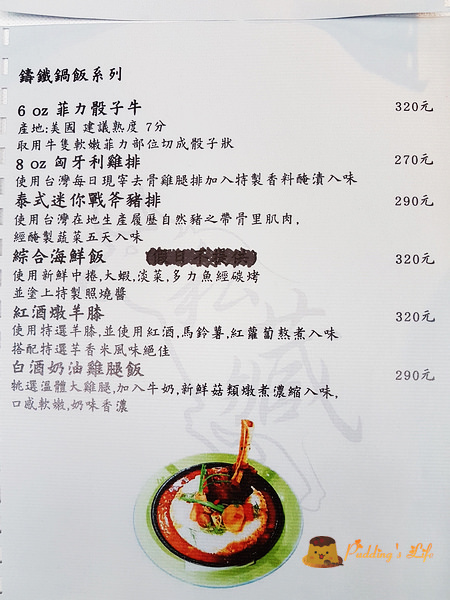 鑄鐵鍋飯系列
6 oz 菲力骰子牛 320元
產地:美國 建議熟度 7分
取用牛隻軟嫩菲力部位切成骰子狀
8 oz 匈牙利雞排 270元
使用台灣每日現宰去骨雞腿排加入特製香料醃漬入味
泰式迷你戰斧豬排 290元
使用台灣在地生產履歷自然豬之帶骨里肌肉,
經醃製蔬菜五天入味
綜合海鮮飯 假日不提供 320元
使用新鮮中捲,大蝦,淡菜,多力魚經碳烤
並塗上特製照燒醬
紅酒燉羊膝 320元
使用特選羊膝,並使用紅酒,馬鈴薯,紅蘿蔔熬煮入味
搭配特選芋香米風味絕佳
白酒奶油雞腿飯 290元
挑選溫體大雞腿,加入牛奶,新鮮菇類燉煮濃縮入味,
口感軟嫩,奶味香濃
Pudding's Life